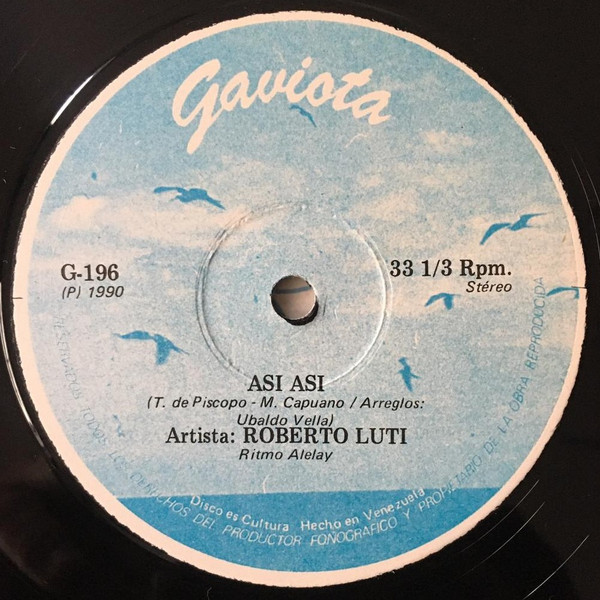 Gaviota
G-196
(P) 1990
33 1/3 Rpm.
Stéreo
ASI ASI
(T. de Piscopo - M. Capuano / Arreglos:
Ubaldo Vella)
Artista: ROBERTO LUTI
Ritmo Alelay
Disco es Cultura Hecho en Venezuela
RESERVADOS TODOS LOS DERECHOS DEL PRODUCTOR FONOGRAFICO Y PROPIETARIO DE LA OBRA REPRODUCIDA